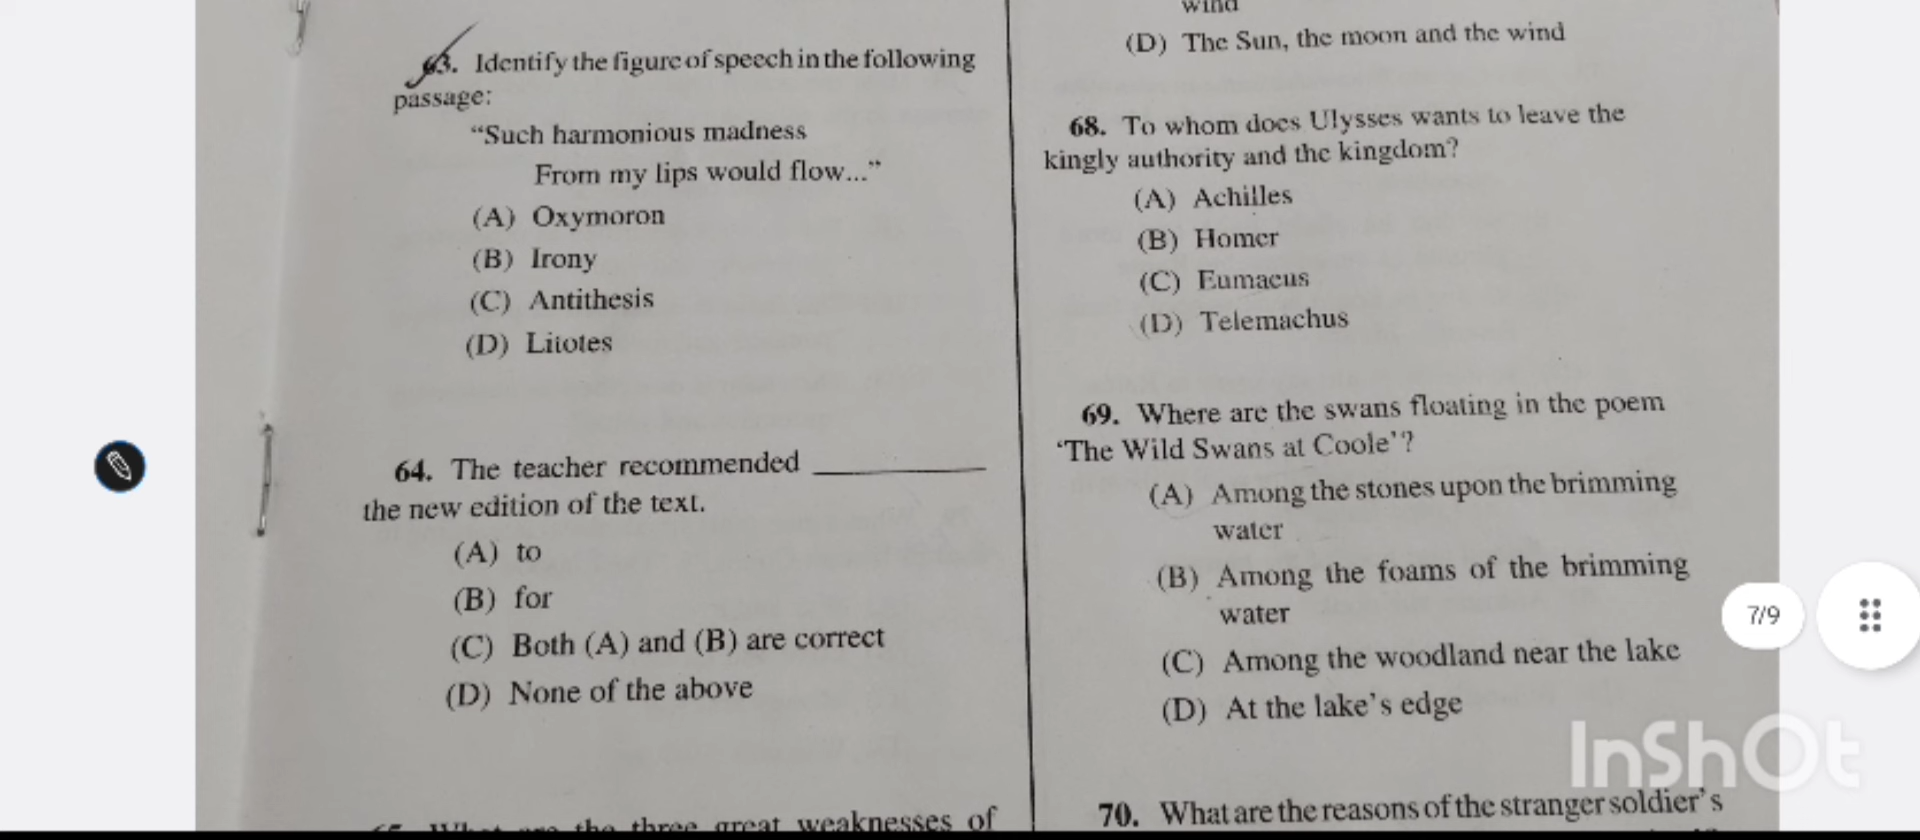 63. Identify the figure of speech in the following
passage:
“Such harmonious madness
From my lips would flow...”
(A) Oxymoron
(B) Irony
(C) Antithesis
(D) Litotes
64. The teacher recommended __________
the new edition of the text.
(A) to
(B) for
(C) Both (A) and (B) are correct
(D) None of the above
the three great weaknesses of
wind
(D) The Sun, the moon and the wind
68. To whom does Ulysses wants to leave the
kingly authority and the kingdom?
(A) Achilles
(B) Homer
(C) Eumaeus
(D) Telemachus
69. Where are the swans floating in the poem
‘The Wild Swans at Coole’?
(A) Among the stones upon the brimming
water
(B) Among the foams of the brimming
water
(C) Among the woodland near the lake
(D) At the lake’s edge
70. What are the reasons of the stranger soldier’s
7/9
InShOt